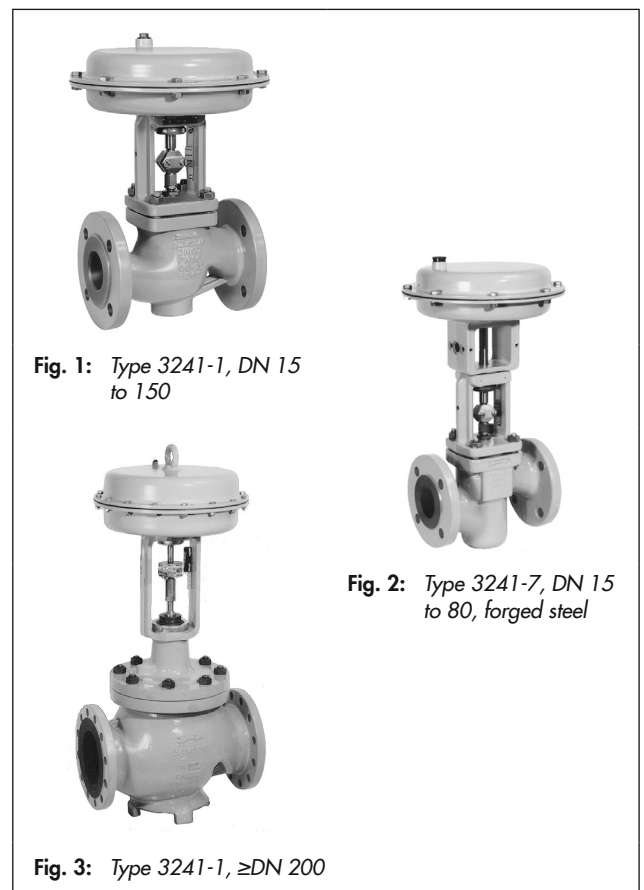 Fig. 1: Type 3241-1, DN 15
to 150
Fig. 2: Type 3241-7, DN 15
to 80, forged steel
Fig. 3: Type 3241-1, ≥DN 200